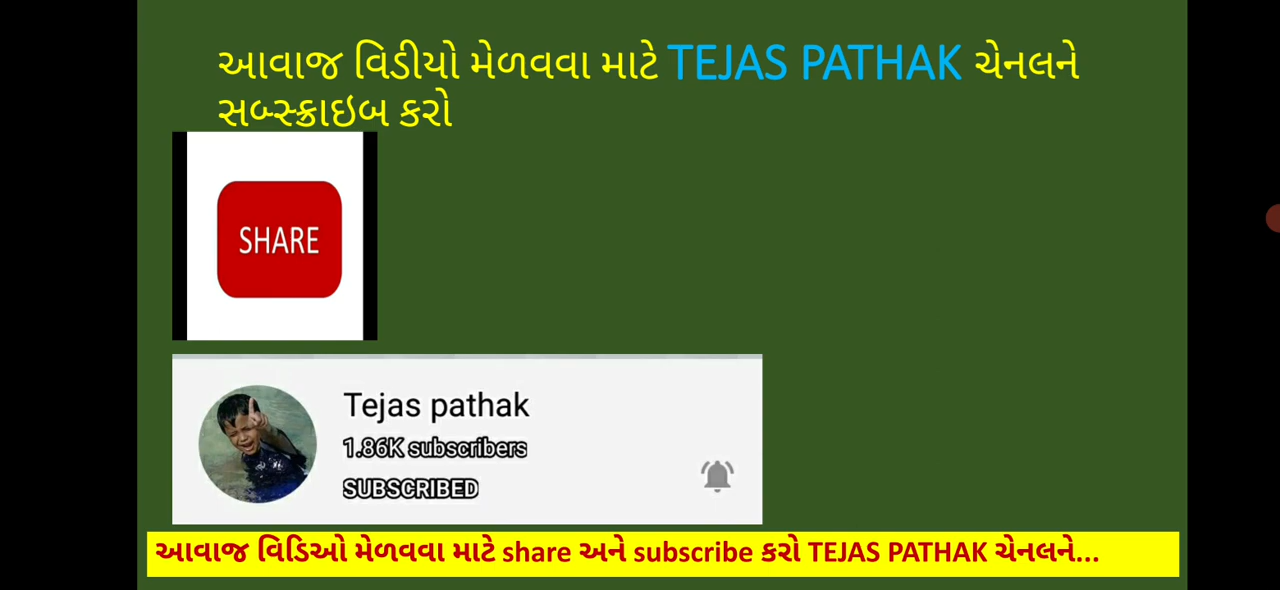 આવાજ વિડીયો મેળવવા માટે TEJAS PATHAK ચેનલને
સબ્સ્ક્રાઇબ કરો
SHARE
Tejas pathak
1.86K subscribers
SUBSCRIBED
આવાજ વિડિઓ મેળવવા માટે share અને subscribe કરો TEJAS PATHAK ચેનલને...